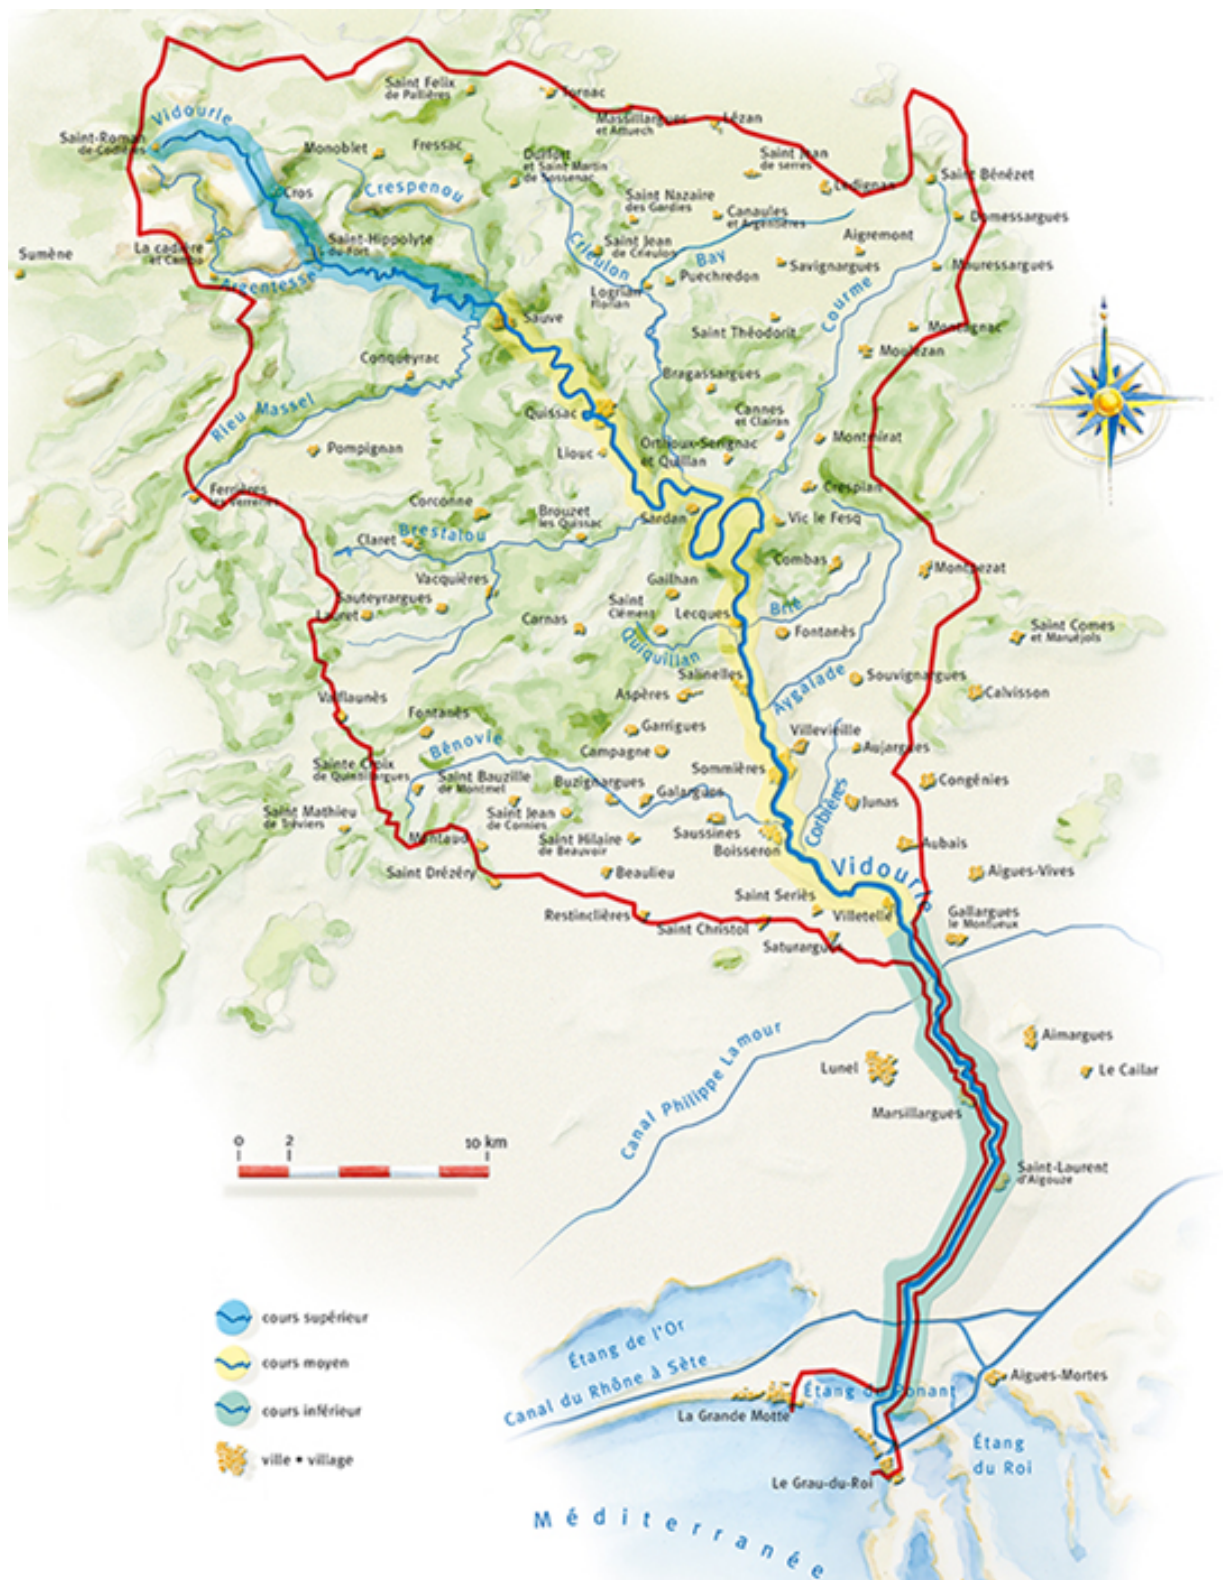 Saint Felix
de Pallières
Tornac
Massillargues
et Atuech
Lézan
Vidourle
Saint-Roman
de Codières
Monoblet
Fressac
Durfort
et Saint Martin
de Sossenac
Saint Jean
de serres
Lédignan
Saint Bénézet
Cros
Crespenou
Saint Nazaire
des Gardies
Canaules
et Argentières
Domessargues
Sumène
La cadière
et Cambo
Saint-Hippolyte
du-Fort
Saint Jean
de Crieulon
Crieulon
Bay
Aigremont
Savignargues
Mauressargues
Argentesse
Logrian
Florian
Puechredon
Courme
Sauve
Saint Théodorit
Montagnac
Moulézan
Conqueyrac
Bragassargues
Rieu Massel
Quissac
Cannes
et Clairan
Montmirat
Pompignan
Liouc
Orthoux-Serignac
et Quillan
Ferrières
les verreries
Crespian
Corconne
Brouzet
les Quissac
Sardan
Vic le Fesq
Claret
Brestalou
Combas
Montpezat
Vacquières
Gailhan
Sauteyrargues
Lauret
Saint
Clément
Lecques
Brié
Carnas
Fontanès
Saint Comes
et Maruéjols
Quiquillan
Salinelles
Aygalade
Souvignargues
Calvisson
Valflaunès
Aspères
Fontanès
Garrigues
Villevieille
Bénovie
Campagne
Aujargues
Sainte Croix
de Quintillargues
Sommières
Saint Bauzille
de Montmel
Buzignargues
Galargues
Congénies
Corbières
Junas
Saint Mathieu
de Tréviers
Saint Jean
de Cornies
Montaud
Saint Hilaire
de Beauvoir
Saussines
Boisseron
Aubais
Saint Drézéry
Beaulieu
Vidourle
Aigues-Vives
Saint Seriès
Restinclières
Villetelle
Gallargues
le Montueux
Saint Christol
Saturargues
Canal Philippe Lamour
Lunel
Aimargues
Le Cailar
Marsillargues
0 2 10 km
Saint-Laurent
d'Aigouze
cours supérieur
cours moyen
cours inférieur
ville • village
Étang de l'Or
Canal du Rhône à Sète
Étang du Ponant
Aigues-Mortes
La Grande Motte
Étang
du Roi
Le Grau-du-Roi
Méditerranée